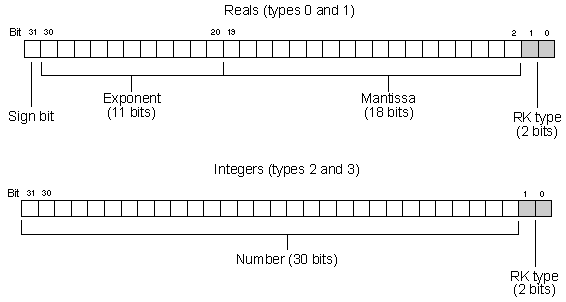 Reals (types 0 and 1)
Bit 31 30 20 19 2 1 0
Exponent Mantissa
(11 bits) (18 bits)
Sign bit RK type
(2 bits)
Integers (types 2 and 3)
Bit 31 30 1 0
Number (30 bits)
RK type
(2 bits)